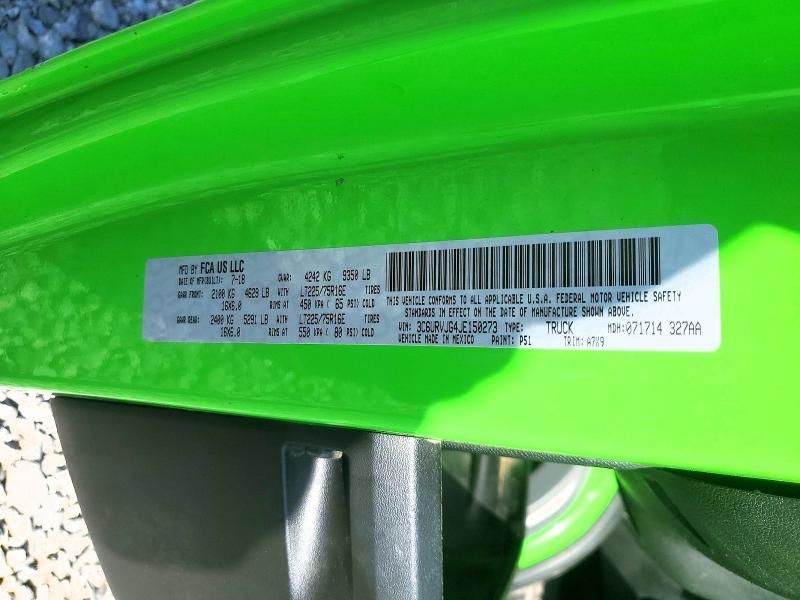 MFD BY FCA US LLC
DATE OF MFR(BUILT): 7-18 GVWR: 4242 KG 9350 LB
GAWR FRONT: 2100 KG 4629 LB WITH LT225/75R16E TIRES
16X6.0 RIMS AT 450 KPA ( 65 PSI) COLD
GAWR REAR: 2400 KG 5291 LB WITH LT225/75R16E TIRES
16X6.0 RIMS AT 550 KPA ( 80 PSI) COLD
THIS VEHICLE CONFORMS TO ALL APPLICABLE U.S.A. FEDERAL MOTOR VEHICLE SAFETY
STANDARDS IN EFFECT ON THE DATE OF MANUFACTURE SHOWN ABOVE.
VIN: 3C6URVJG4JE150273 TYPE: TRUCK MDH: 071714 327AA
VEHICLE MADE IN MEXICO PAINT: PS1 TRIM: A7X9